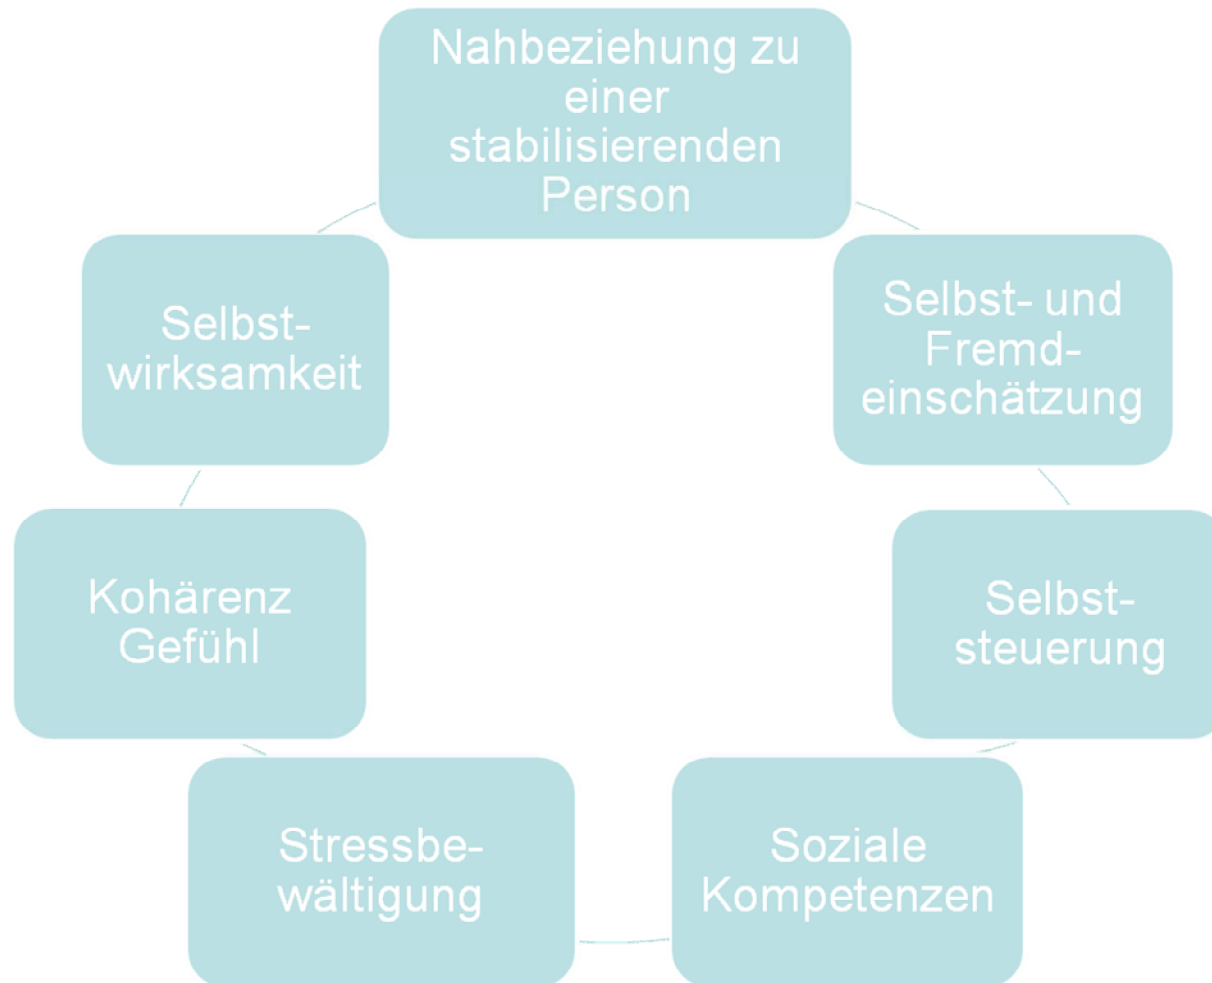 Nahbeziehung zu
einer
stabilisierenden
Person
Selbst- und
Fremd-
einschätzung
Selbst-
steuerung
Soziale
Kompetenzen
Stressbe-
wältigung
Kohärenz
Gefühl
Selbst-
wirksamkeit